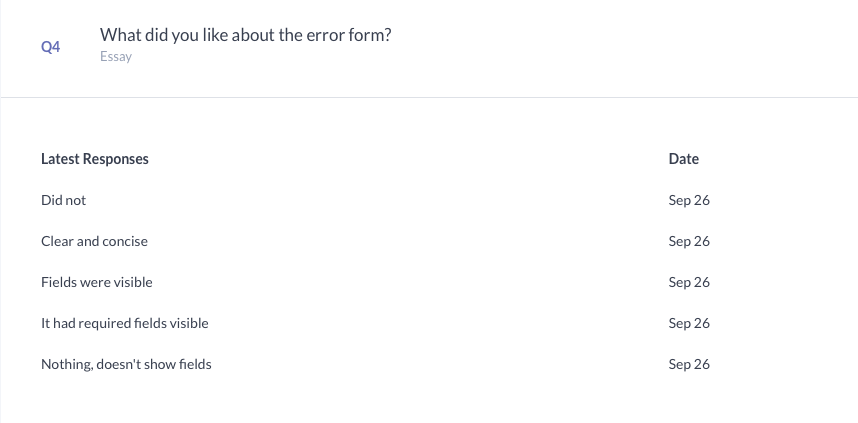 Q4
What did you like about the error form?
Essay
Latest Responses Date
Did not Sep 26
Clear and concise Sep 26
Fields were visible Sep 26
It had required fields visible Sep 26
Nothing, doesn't show fields Sep 26